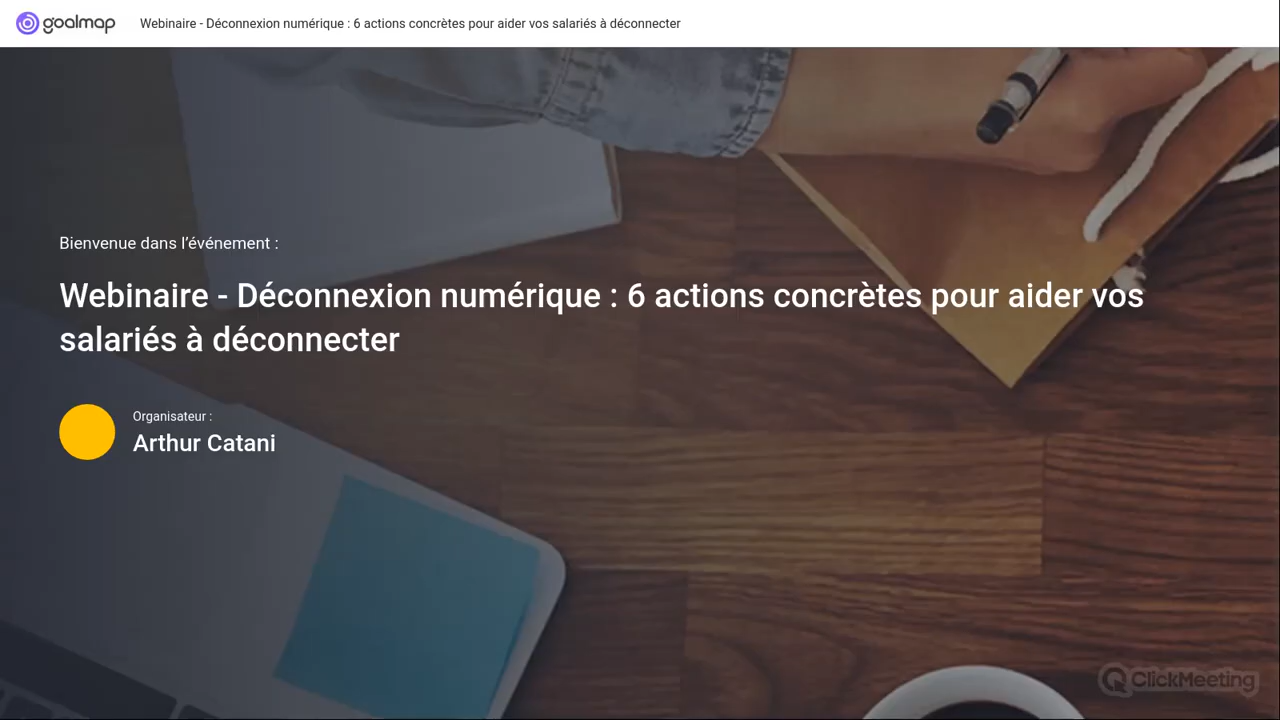 goalmap
Webinaire - Déconnexion numérique : 6 actions concrètes pour aider vos salariés à déconnecter
Bienvenue dans l’événement :
Webinaire - Déconnexion numérique : 6 actions concrètes pour aider vos
salariés à déconnecter
Organisateur :
Arthur Catani
ClickMeeting